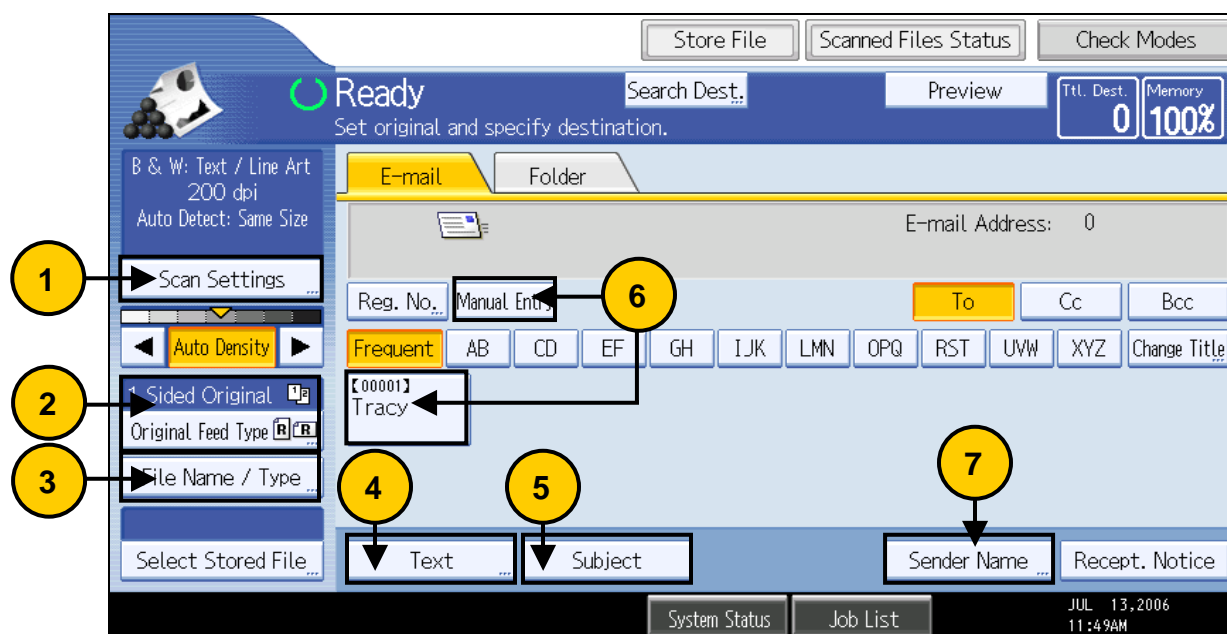 Store File Scanned Files Status Check Modes
Ready Search Dest. Preview Ttl. Dest. 0 Memory 100%
Set original and specify destination.
B & W: Text / Line Art
200 dpi
Auto Detect: Same Size
E-mail Folder
E-mail Address: 0
1 Scan Settings
Reg. No. Manual Entry 6 To Cc Bcc
Auto Density
Frequent AB CD EF GH IJK LMN OPQ RST UVW XYZ Change Title
2 1 Sided Original 1 2
Original Feed Type R R
【00001】
Tracy
3 File Name / Type
4 5 7
Select Stored File Text Subject Sender Name Recept. Notice
System Status Job List
JUL 13,2006
11:49AM